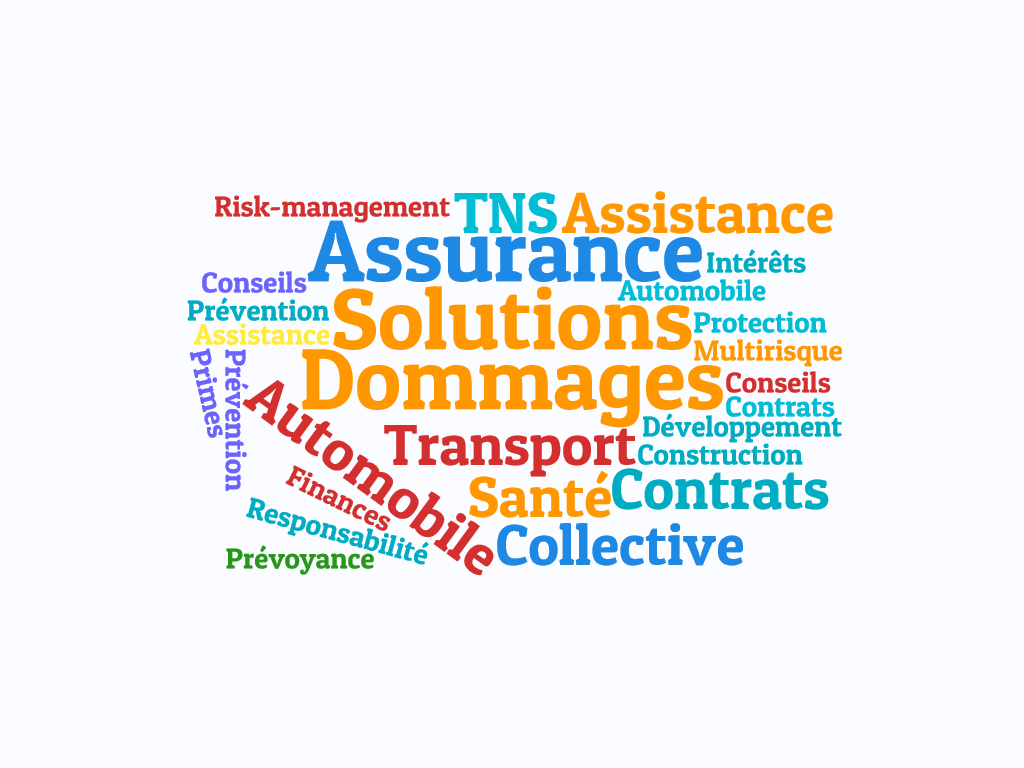 Risk-management
TNS
Assistance
Assurance
Intérêts
Conseils
Automobile
Prévention
Solutions
Protection
Assistance
Multirisque
Primes
Prévention
Dommages
Conseils
Contrats
Automobile
Transport
Développement
Construction
Finances
Santé
Contrats
Responsabilité
Collective
Prévoyance